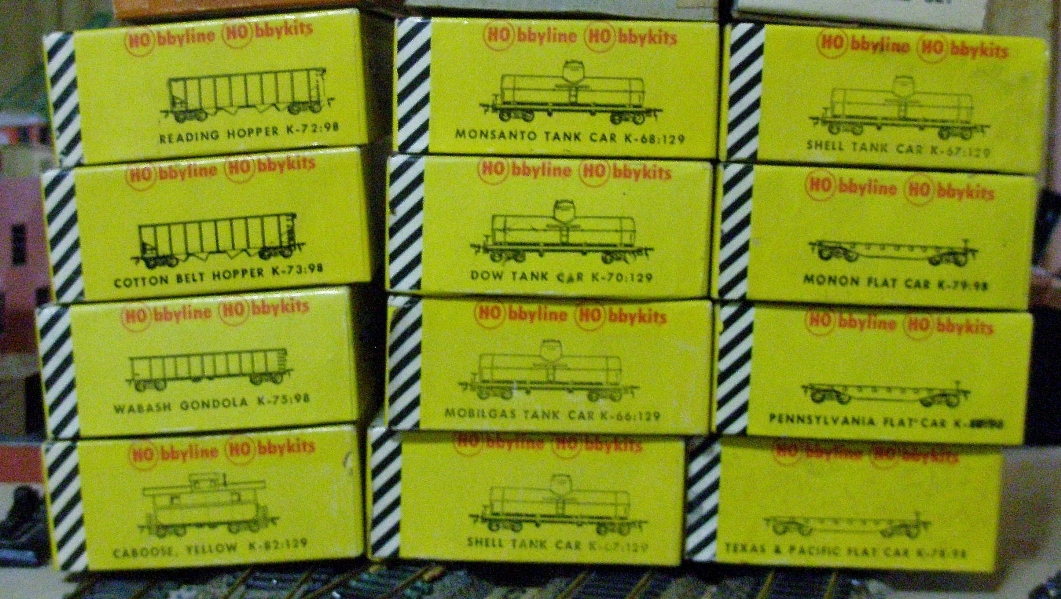 HObbyline HObbykits
READING HOPPER K-72:98
HObbyline HObbykits
COTTON BELT HOPPER K-73:98
HObbyline HObbykits
WABASH GONDOLA K-75:98
HObbyline HObbykits
CABOOSE, YELLOW K-82:129
HObbyline HObbykits
MONSANTO TANK CAR K-68:129
HObbyline HObbykits
DOW TANK CAR K-70:129
HObbyline HObbykits
MOBILGAS TANK CAR K-66:129
HObbyline HObbykits
SHELL TANK CAR K-67:129
HObbyline HObbykits
SHELL TANK CAR K-67:129
HObbyline HObbykits
MONON FLAT CAR K-79:98
HObbyline HObbykits
PENNSYLVANIA FLAT CAR
HObbyline HObbykits
TEXAS & PACIFIC FLAT CAR K-78:98